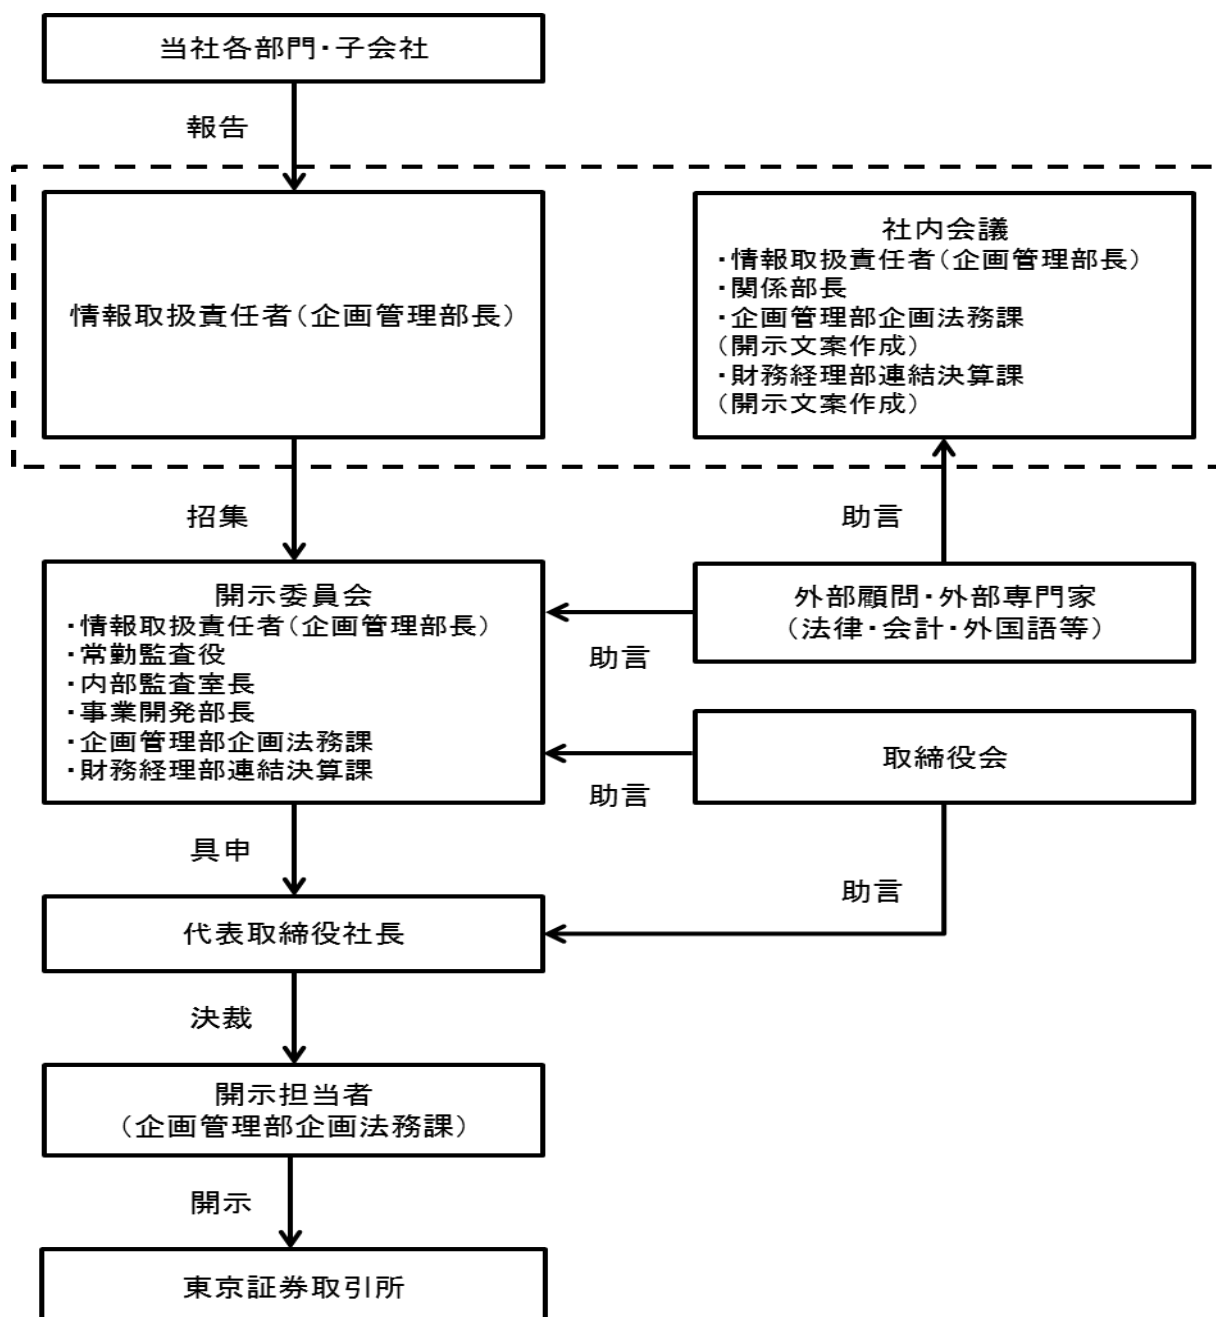 当社各部門・子会社
報告
情報取扱責任者(企画管理部長)
社内会議
・情報取扱責任者(企画管理部長)
・関係部長
・企画管理部企画法務課
(開示文案作成)
・財務経理部連結決算課
(開示文案作成)
招集
助言
開示委員会
・情報取扱責任者(企画管理部長)
・常勤監査役
・内部監査室長
・事業開発部長
・企画管理部企画法務課
・財務経理部連結決算課
外部顧問・外部専門家
(法律・会計・外国語等)
助言
取締役会
助言
具申
助言
代表取締役社長
決裁
開示担当者
(企画管理部企画法務課)
開示
東京証券取引所